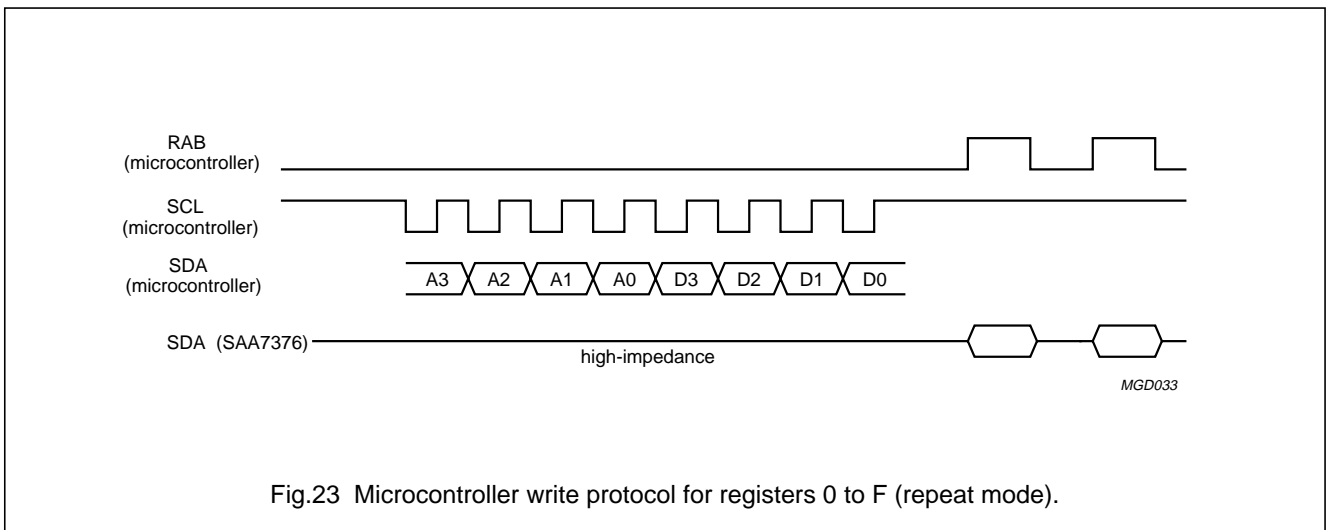 RAB
(microcontroller)
SCL
(microcontroller)
SDA
(microcontroller)
A3 A2 A1 A0 D3 D2 D1 D0
SDA (SAA7376)
high-impedance
MGD033
Fig.23 Microcontroller write protocol for registers 0 to F (repeat mode).